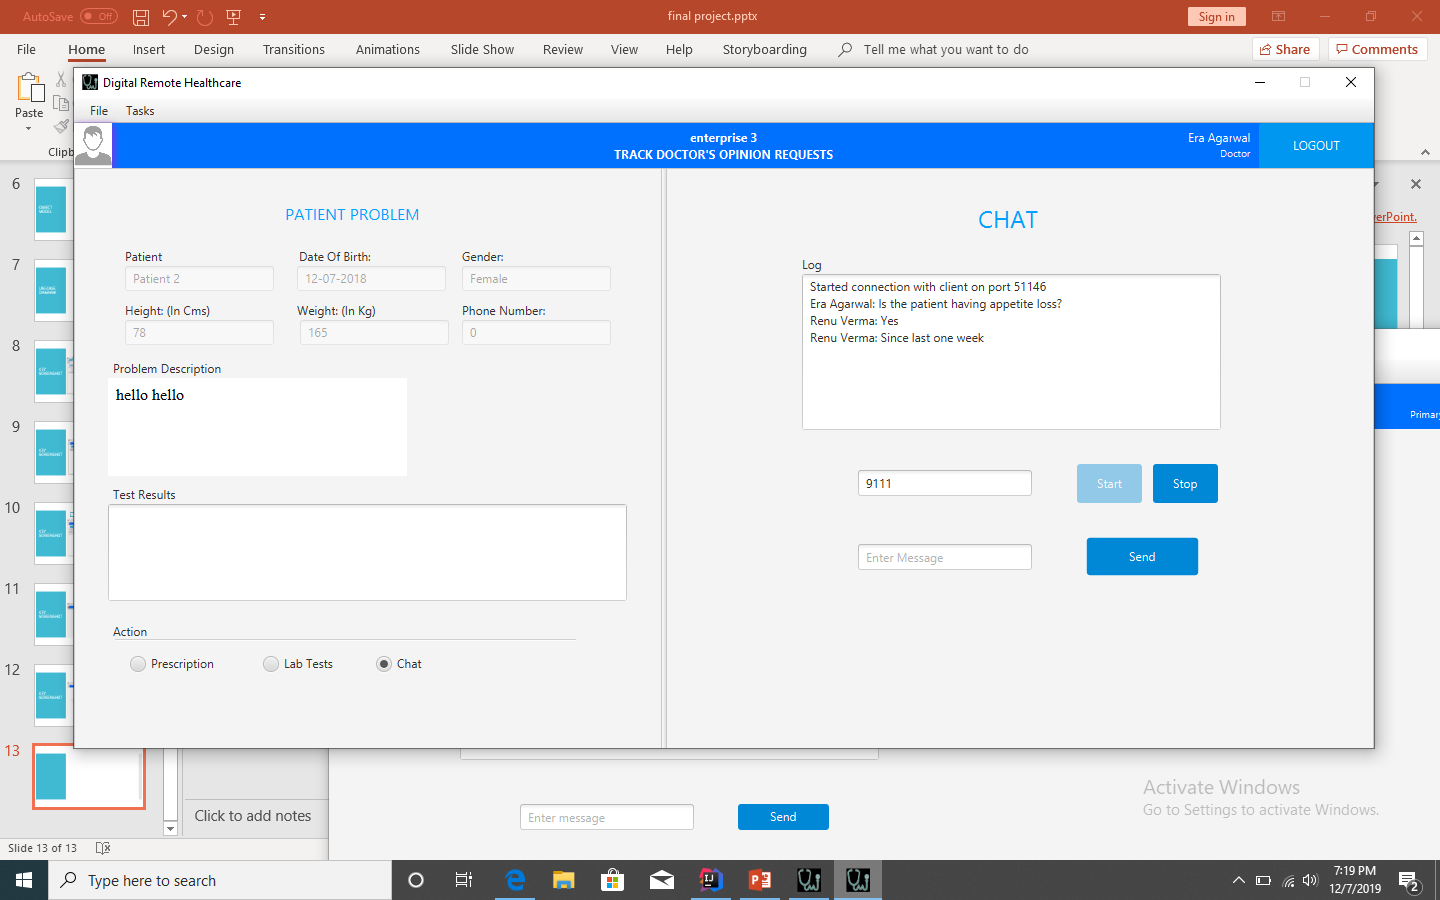 AutoSave Off
final project.pptx
Sign in
File Home Insert Design Transitions Animations Slide Show Review View Help Storyboarding Tell me what you want to do
Share Comments
Paste
Digital Remote Healthcare
File Tasks
enterprise 3
TRACK DOCTOR'S OPINION REQUESTS
Era Agarwal
Doctor
LOGOUT
PATIENT PROBLEM
Patient Date Of Birth: Gender:
Patient 2 12-07-2018 Female
Height: (In Cms) Weight: (In Kg) Phone Number:
78 165 0
Problem Description
hello hello
Test Results
Action
Prescription Lab Tests Chat
CHAT
Log
Started connection with client on port 51146
Era Agarwal: Is the patient having appetite loss?
Renu Verma: Yes
Renu Verma: Since last one week
9111 Start Stop
Enter Message Send
6
7
8
9
10
11
12
13
Click to add notes
Enter message Send
Activate Windows
Go to Settings to activate Windows.
Slide 13 of 13
Type here to search
7:19 PM
12/7/2019
2